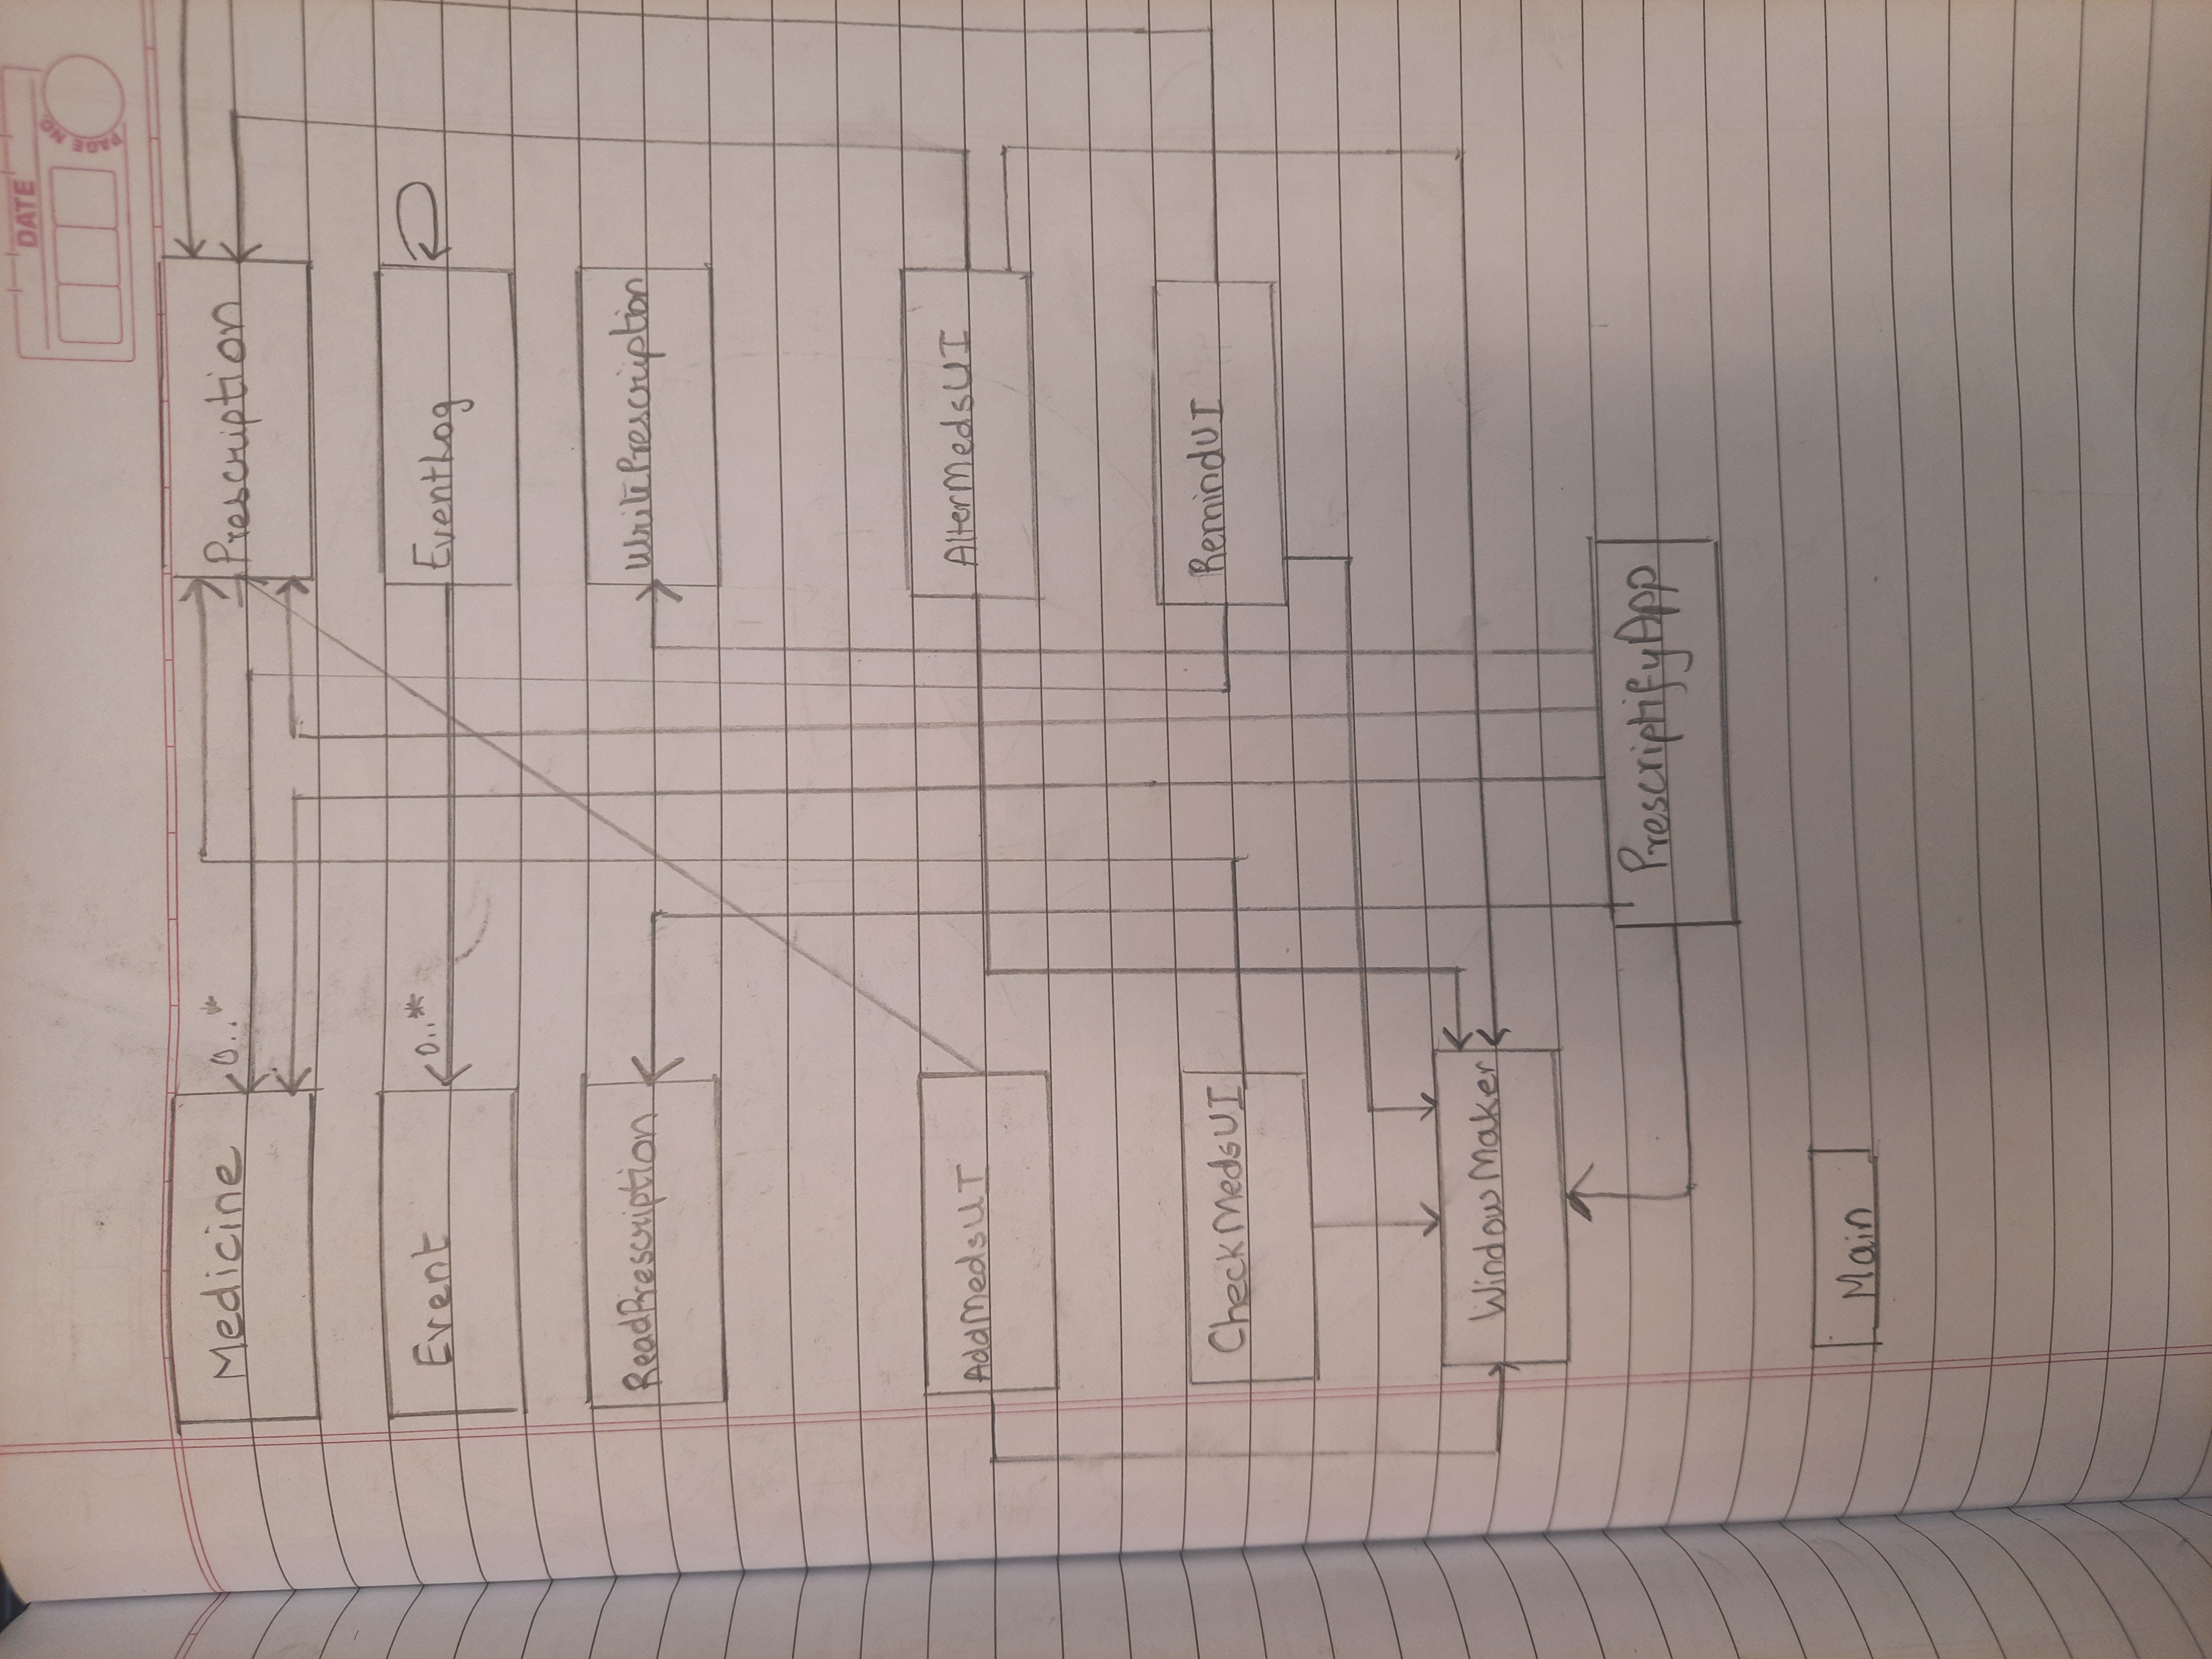 DATE
PAGE NO.
Medicine
0..*
Prescription
Event
0..*
EventLog
ReadPrescription
WritePrescription
AddMedsUI
AlterMedsUI
CheckMedsUI
RemindUI
WindowMaker
PrescriptifyApp
Main